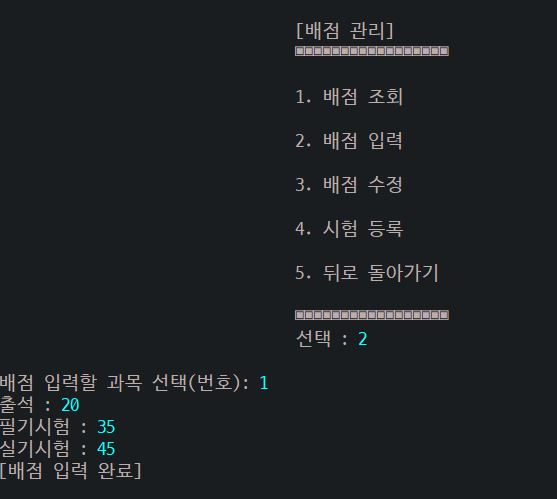 [배점 관리]
▣▣▣▣▣▣▣▣▣▣▣▣▣▣▣▣▣
1. 배점 조회
2. 배점 입력
3. 배점 수정
4. 시험 등록
5. 뒤로 돌아가기
▣▣▣▣▣▣▣▣▣▣▣▣▣▣▣▣▣
선택 : 2
배점 입력할 과목 선택(번호): 1
출석 : 20
필기시험 : 35
실기시험 : 45
[배점 입력 완료]